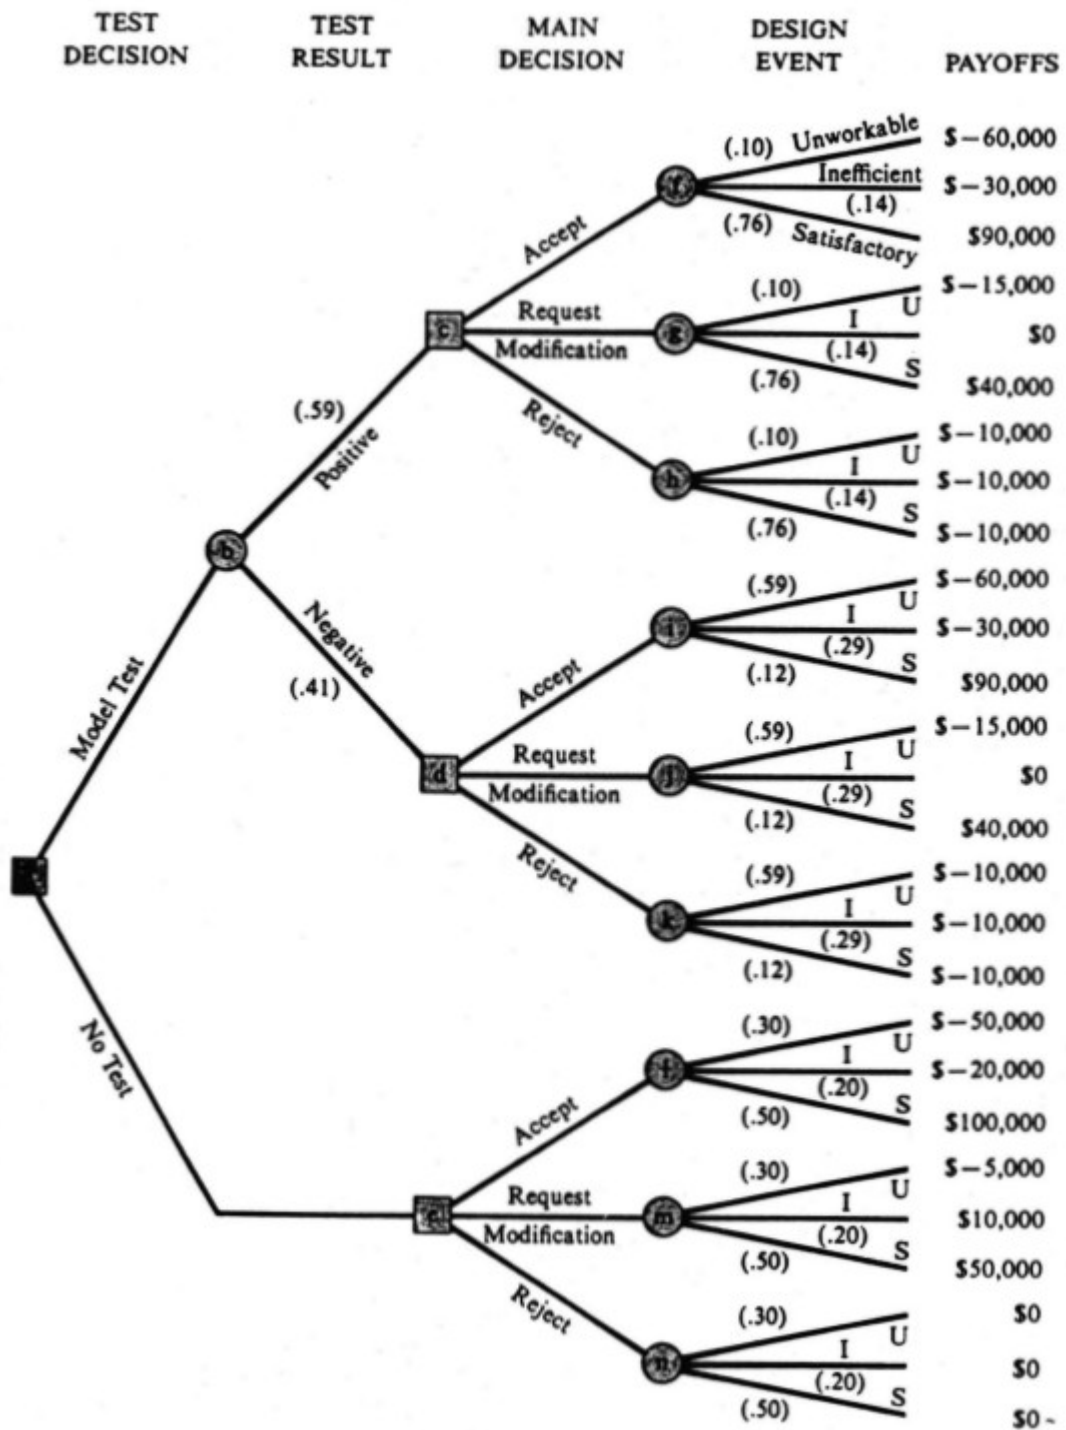 TEST DECISION
TEST RESULT
MAIN DECISION
DESIGN EVENT
PAYOFFS
(.10) Unworkable $−60,000
Inefficient $−30,000
(.14)
f
(.76) Satisfactory $90,000
Accept
(.10) U $−15,000
c
Request
Modification
g
I $0
(.14)
(.76) S $40,000
Reject
(.59)
Positive
(.10) U $−10,000
h
I $−10,000
(.14)
(.76) S $−10,000
b
(.59) U $−60,000
i
I $−30,000
(.29)
(.12) S $90,000
Negative
(.41)
Accept
Model Test
(.59) U $−15,000
d
Request
Modification
j
I $0
(.29)
(.12) S $40,000
Reject
(.59) U $−10,000
k
I $−10,000
(.29)
(.12) S $−10,000
No Test
(.30) U $−50,000
l
I $−20,000
(.20)
(.50) S $100,000
Accept
(.30) U $−5,000
e
Request
Modification
m
I $10,000
(.20)
(.50) S $50,000
Reject
(.30) U $0
n
I $0
(.20)
(.50) S $0